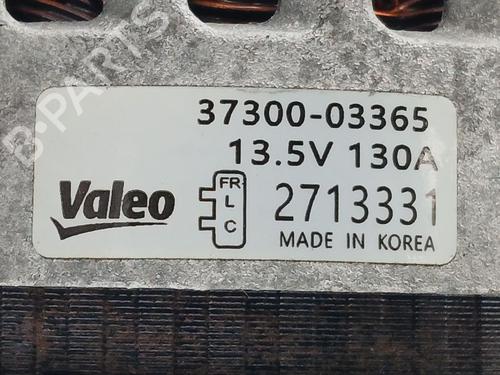 B-PARTS
37300-03365
13.5V 130A
Valeo
FR
L
C
2713331
MADE IN KOREA